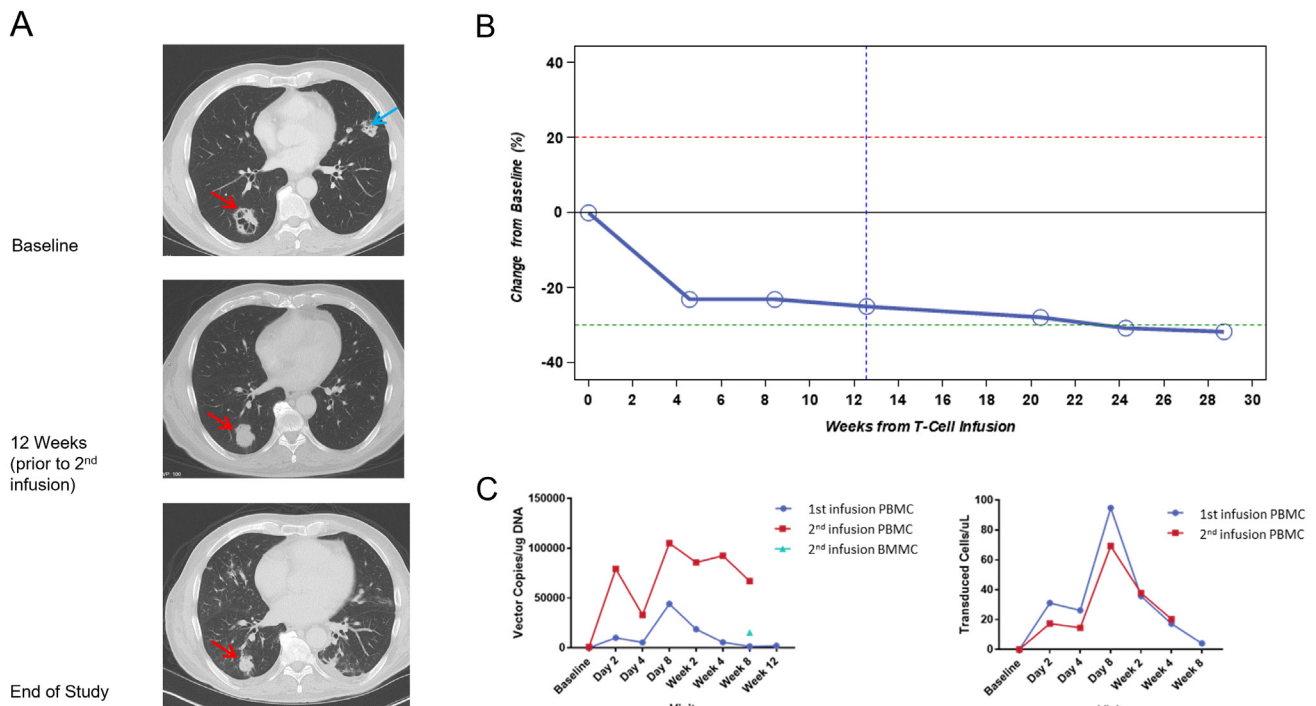 A
Baseline
12 Weeks
(prior to 2nd
infusion)
End of Study
B
Change from Baseline (%)
40
20
0
-20
-40
0 2 4 6 8 10 12 14 16 18 20 22 24 26 28 30
Weeks from T-Cell Infusion
C
Vector Copies/ug DNA
150000
100000
50000
0
Baseline
Day 2
Day 4
Day 8
Week 2
Week 4
Week 8
Week 12
1st infusion PBMC
2nd infusion PBMC
2nd infusion BMMC
Transduced Cells/uL
100
80
60
40
20
0
Baseline
Day 2
Day 4
Day 8
Week 2
Week 4
Week 8
1st infusion PBMC
2nd infusion PBMC